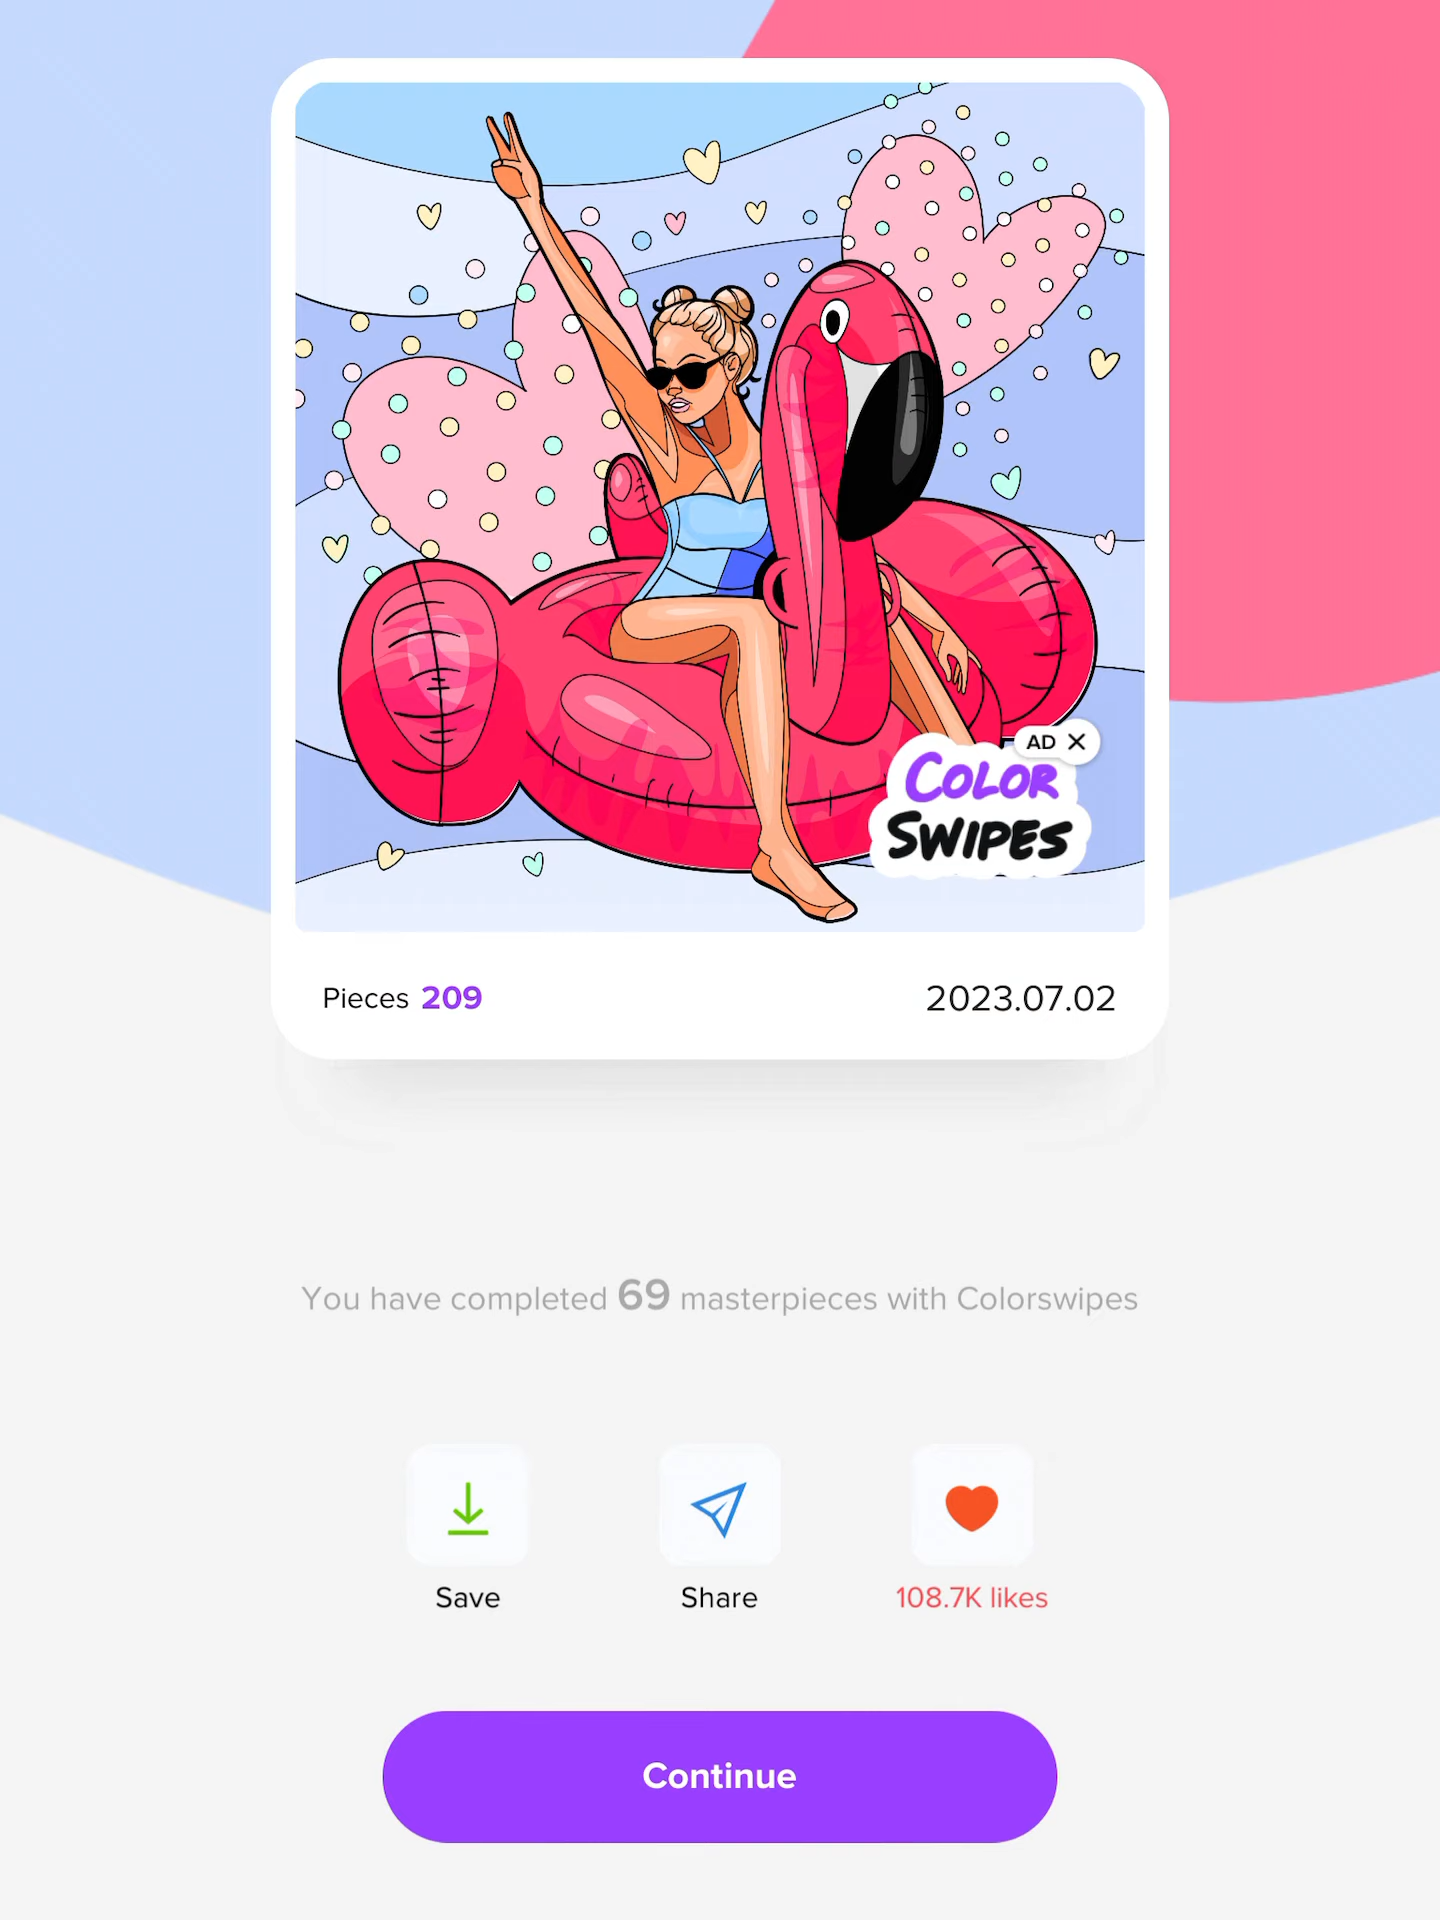 AD X
COLOR
SWIPES
Pieces 209
2023.07.02
You have completed 69 masterpieces with Colorswipes
Save
Share
108.7K likes
Continue